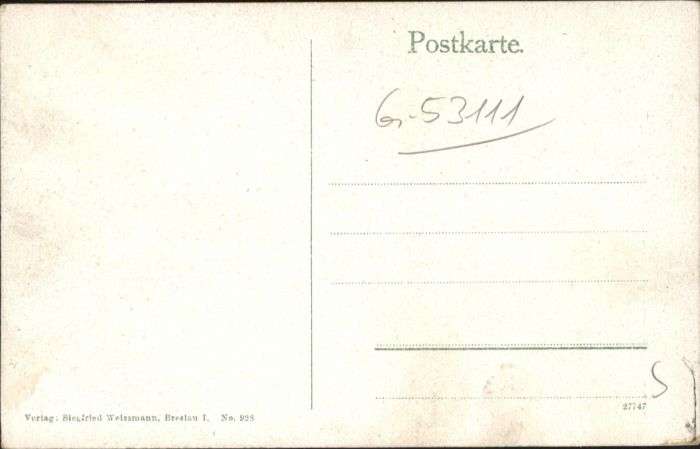 Postkarte.
G-53111
S
27747
Verlag: Siegfried Weissmann, Breslau I. No. 928